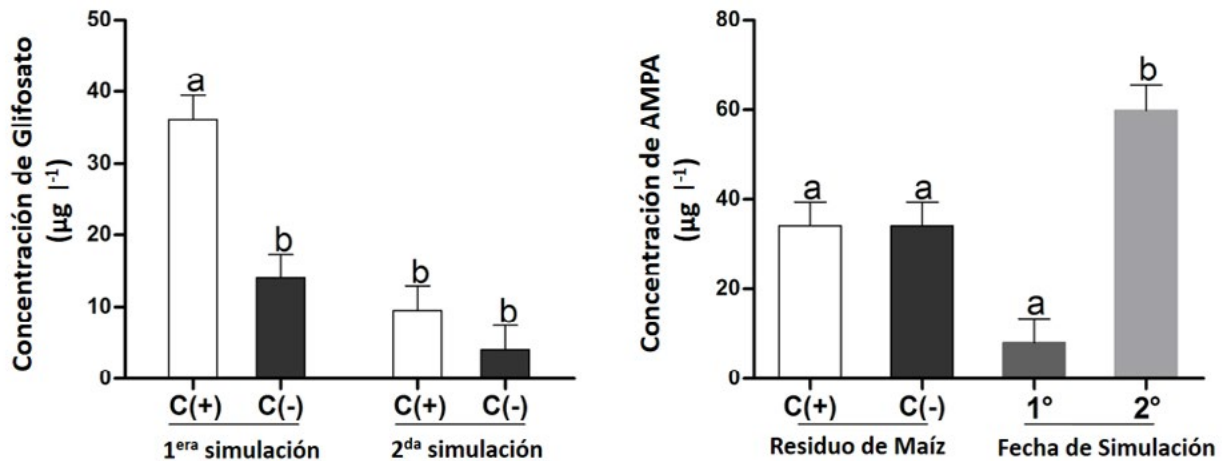 Concentración de Glifosato
(µg l⁻¹)
50
40
30
20
10
0
a
b
b
b
C(+) C(-) C(+) C(-)
1ᵉʳᵃ simulación 2ᵈᵃ simulación
Concentración de AMPA
(µg l⁻¹)
80
60
40
20
0
a
a
a
b
C(+) C(-) 1° 2°
Residuo de Maíz Fecha de Simulación